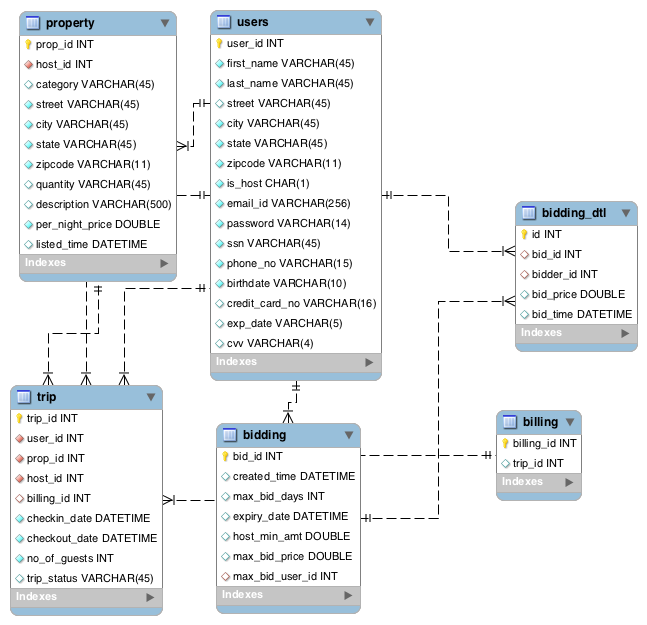 property
prop_id INT
host_id INT
category VARCHAR(45)
street VARCHAR(45)
city VARCHAR(45)
state VARCHAR(45)
zipcode VARCHAR(11)
quantity VARCHAR(45)
description VARCHAR(500)
per_night_price DOUBLE
listed_time DATETIME
Indexes
users
user_id INT
first_name VARCHAR(45)
last_name VARCHAR(45)
street VARCHAR(45)
city VARCHAR(45)
state VARCHAR(45)
zipcode VARCHAR(11)
is_host CHAR(1)
email_id VARCHAR(256)
password VARCHAR(14)
ssn VARCHAR(45)
phone_no VARCHAR(15)
birthdate VARCHAR(10)
credit_card_no VARCHAR(16)
exp_date VARCHAR(5)
cvv VARCHAR(4)
Indexes
bidding_dtl
id INT
bid_id INT
bidder_id INT
bid_price DOUBLE
bid_time DATETIME
Indexes
trip
trip_id INT
user_id INT
prop_id INT
host_id INT
billing_id INT
checkin_date DATETIME
checkout_date DATETIME
no_of_guests INT
trip_status VARCHAR(45)
Indexes
bidding
bid_id INT
created_time DATETIME
max_bid_days INT
expiry_date DATETIME
host_min_amt DOUBLE
max_bid_price DOUBLE
max_bid_user_id INT
Indexes
billing
billing_id INT
trip_id INT
Indexes